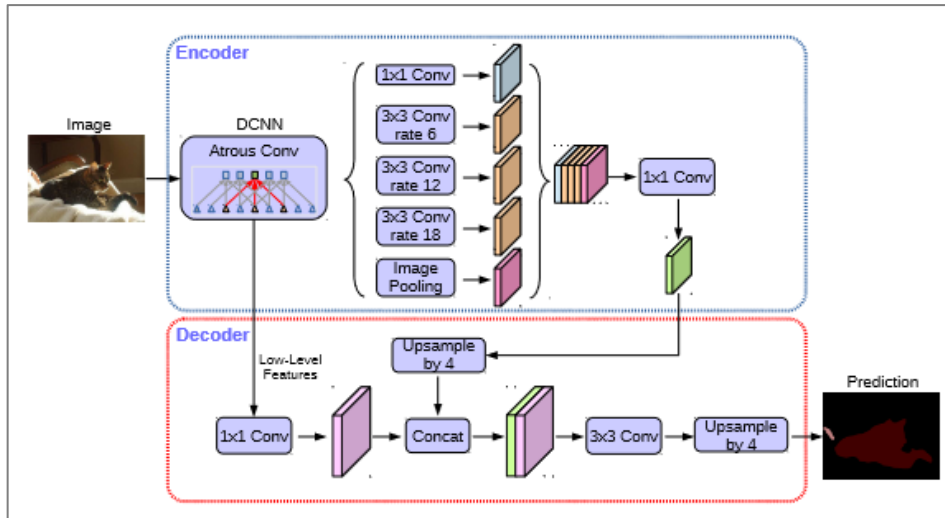 Encoder
Image
DCNN
Atrous Conv
1x1 Conv
3x3 Conv
rate 6
3x3 Conv
rate 12
3x3 Conv
rate 18
Image
Pooling
1x1 Conv
Decoder
Low-Level
Features
Upsample
by 4
1x1 Conv
Concat
3x3 Conv
Upsample
by 4
Prediction